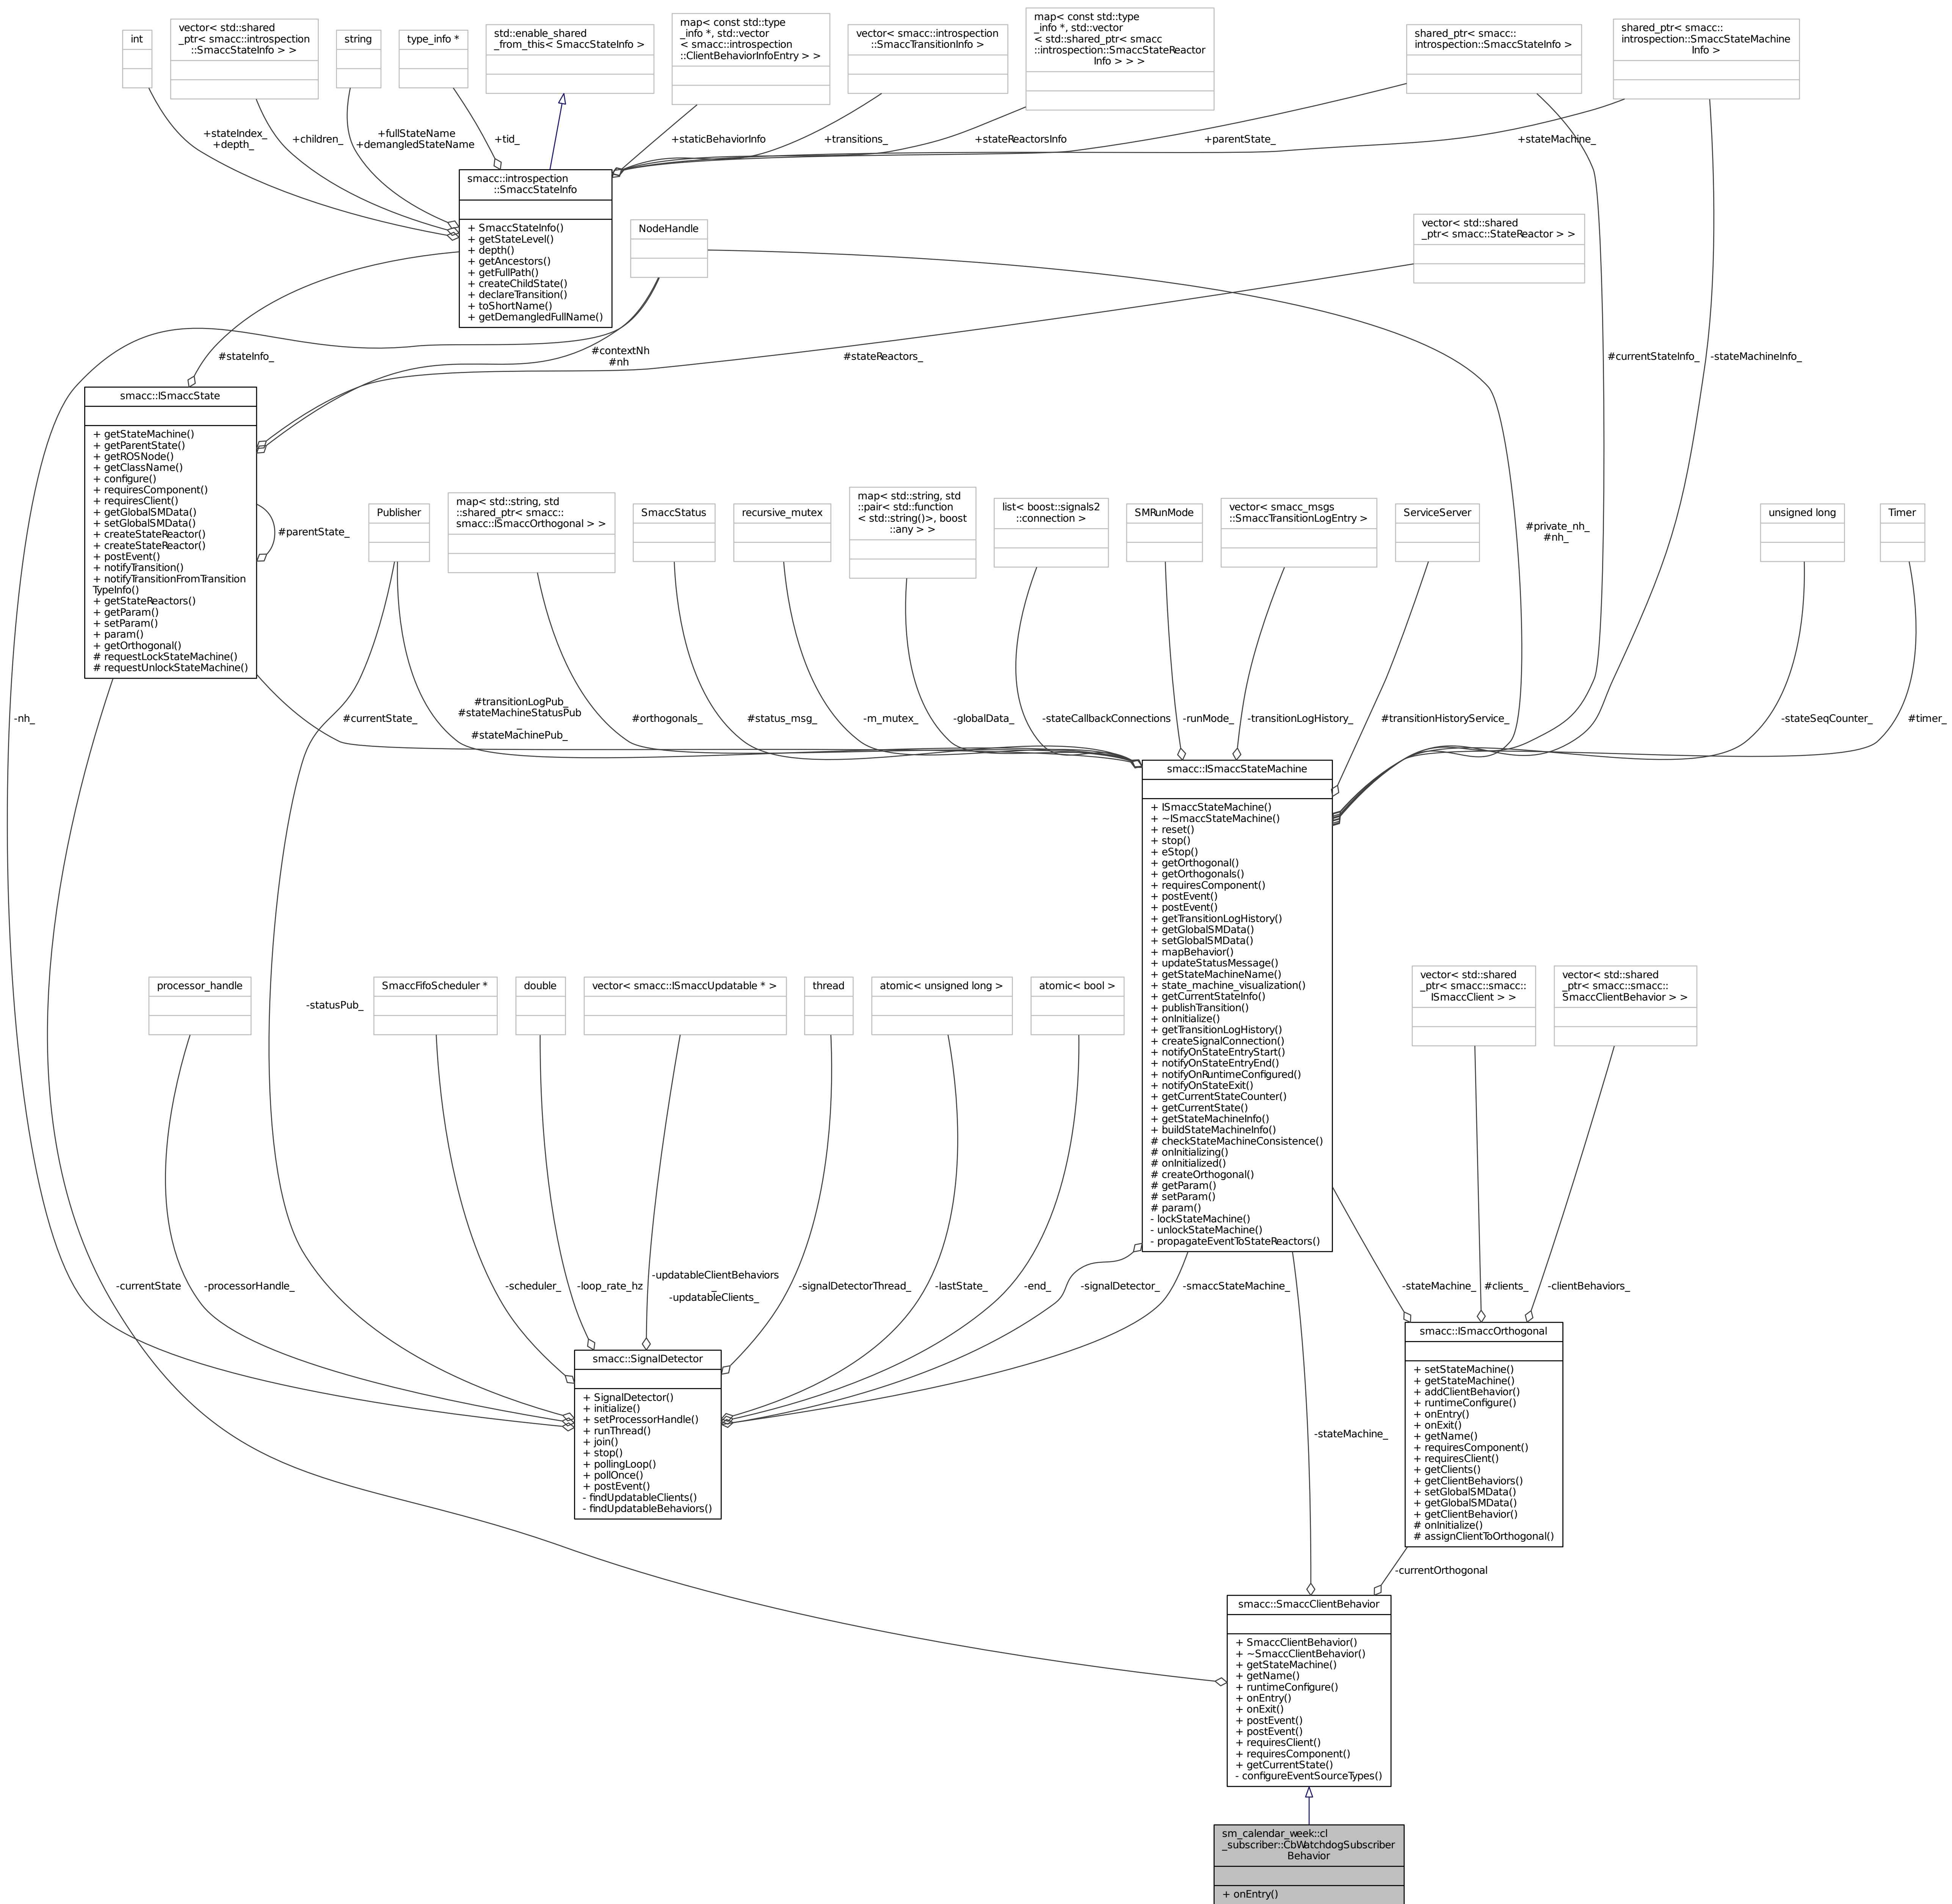 int
vector< std::shared
_ptr< smacc::introspection
::SmaccStateInfo > >
string
type_info *
std::enable_shared
_from_this< SmaccStateInfo >
map< const std::type
_info *, std::vector
< smacc::introspection
::ClientBehaviorInfoEntry > >
vector< smacc::introspection
::SmaccTransitionInfo >
map< const std::type
_info *, std::vector
< std::shared_ptr< smacc
::introspection::SmaccStateReactor
Info > > >
shared_ptr< smacc::
introspection::SmaccStateInfo >
shared_ptr< smacc::
introspection::SmaccStateMachine
Info >
+stateIndex_
+depth_
+children_
+fullStateName
+demangledStateName
+tid_
+staticBehaviorInfo
+transitions_
+stateReactorsInfo
+parentState_
+stateMachine_
smacc::introspection
::SmaccStateInfo
+ SmaccStateInfo()
+ getStateLevel()
+ depth()
+ getAncestors()
+ getFullPath()
+ createChildState()
+ declareTransition()
+ toShortName()
+ getDemangledFullName()
NodeHandle
vector< std::shared
_ptr< smacc::StateReactor > >
#stateInfo_
#contextNh
#nh
#stateReactors_
#currentStateInfo_
-stateMachineInfo_
smacc::ISmaccState
+ getStateMachine()
+ getParentState()
+ getROSNode()
+ getClassName()
+ configure()
+ requiresComponent()
+ requiresClient()
+ getGlobalSMData()
+ setGlobalSMData()
+ createStateReactor()
+ createStateReactor()
+ postEvent()
+ notifyTransition()
+ notifyTransitionFromTransition
TypeInfo()
+ getStateReactors()
+ getParam()
+ setParam()
+ param()
+ getOrthogonal()
# requestLockStateMachine()
# requestUnlockStateMachine()
#parentState_
Publisher
map< std::string, std
::shared_ptr< smacc::
smacc::ISmaccOrthogonal > >
SmaccStatus
recursive_mutex
map< std::string, std
::pair< std::function
< std::string()>, boost
::any > >
list< boost::signals2
::connection >
SMRunMode
vector< smacc_msgs
::SmaccTransitionLogEntry >
ServiceServer
#private_nh_
#nh_
unsigned long
Timer
-nh_
#currentState_
#transitionLogPub_
#stateMachineStatusPub
_
#stateMachinePub_
#orthogonals_
#status_msg_
-m_mutex_
-globalData_
-stateCallbackConnections
-runMode_
-transitionLogHistory_
#transitionHistoryService_
-stateSeqCounter_
#timer_
smacc::ISmaccStateMachine
+ ISmaccStateMachine()
+ ~ISmaccStateMachine()
+ reset()
+ stop()
+ eStop()
+ getOrthogonal()
+ getOrthogonals()
+ requiresComponent()
+ postEvent()
+ postEvent()
+ getTransitionLogHistory()
+ getGlobalSMData()
+ setGlobalSMData()
+ mapBehavior()
+ updateStatusMessage()
+ getStateMachineName()
+ state_machine_visualization()
+ getCurrentStateInfo()
+ publishTransition()
+ onInitialize()
+ getTransitionLogHistory()
+ createSignalConnection()
+ notifyOnStateEntryStart()
+ notifyOnStateEntryEnd()
+ notifyOnRuntimeConfigured()
+ notifyOnStateExit()
+ getCurrentStateCounter()
+ getCurrentState()
+ getStateMachineInfo()
+ buildStateMachineInfo()
# checkStateMachineConsistence()
# onInitializing()
# onInitialized()
# createOrthogonal()
# getParam()
# setParam()
# param()
- lockStateMachine()
- unlockStateMachine()
- propagateEventToStateReactors()
processor_handle
-statusPub_
SmaccFifoScheduler *
double
vector< smacc::ISmaccUpdatable * >
thread
atomic< unsigned long >
atomic< bool >
vector< std::shared
_ptr< smacc::smacc::
ISmaccClient > >
vector< std::shared
_ptr< smacc::smacc::
SmaccClientBehavior > >
-currentState
-processorHandle_
-scheduler_
-loop_rate_hz
-updatableClientBehaviors
_
-updatableClients_
-signalDetectorThread_
-lastState_
-end_
-signalDetector_
-smaccStateMachine_
-stateMachine_
#clients_
-clientBehaviors_
smacc::SignalDetector
+ SignalDetector()
+ initialize()
+ setProcessorHandle()
+ runThread()
+ join()
+ stop()
+ pollingLoop()
+ pollOnce()
+ postEvent()
- findUpdatableClients()
- findUpdatableBehaviors()
-stateMachine_
smacc::ISmaccOrthogonal
+ setStateMachine()
+ getStateMachine()
+ addClientBehavior()
+ runtimeConfigure()
+ onEntry()
+ onExit()
+ getName()
+ requiresComponent()
+ requiresClient()
+ getClients()
+ getClientBehaviors()
+ setGlobalSMData()
+ getGlobalSMData()
+ getClientBehavior()
# onInitialize()
# assignClientToOrthogonal()
-currentOrthogonal
smacc::SmaccClientBehavior
+ SmaccClientBehavior()
+ ~SmaccClientBehavior()
+ getStateMachine()
+ getName()
+ runtimeConfigure()
+ onEntry()
+ onExit()
+ postEvent()
+ postEvent()
+ requiresClient()
+ requiresComponent()
+ getCurrentState()
- configureEventSourceTypes()
sm_calendar_week::cl
_subscriber::CbWatchdogSubscriber
Behavior
+ onEntry()